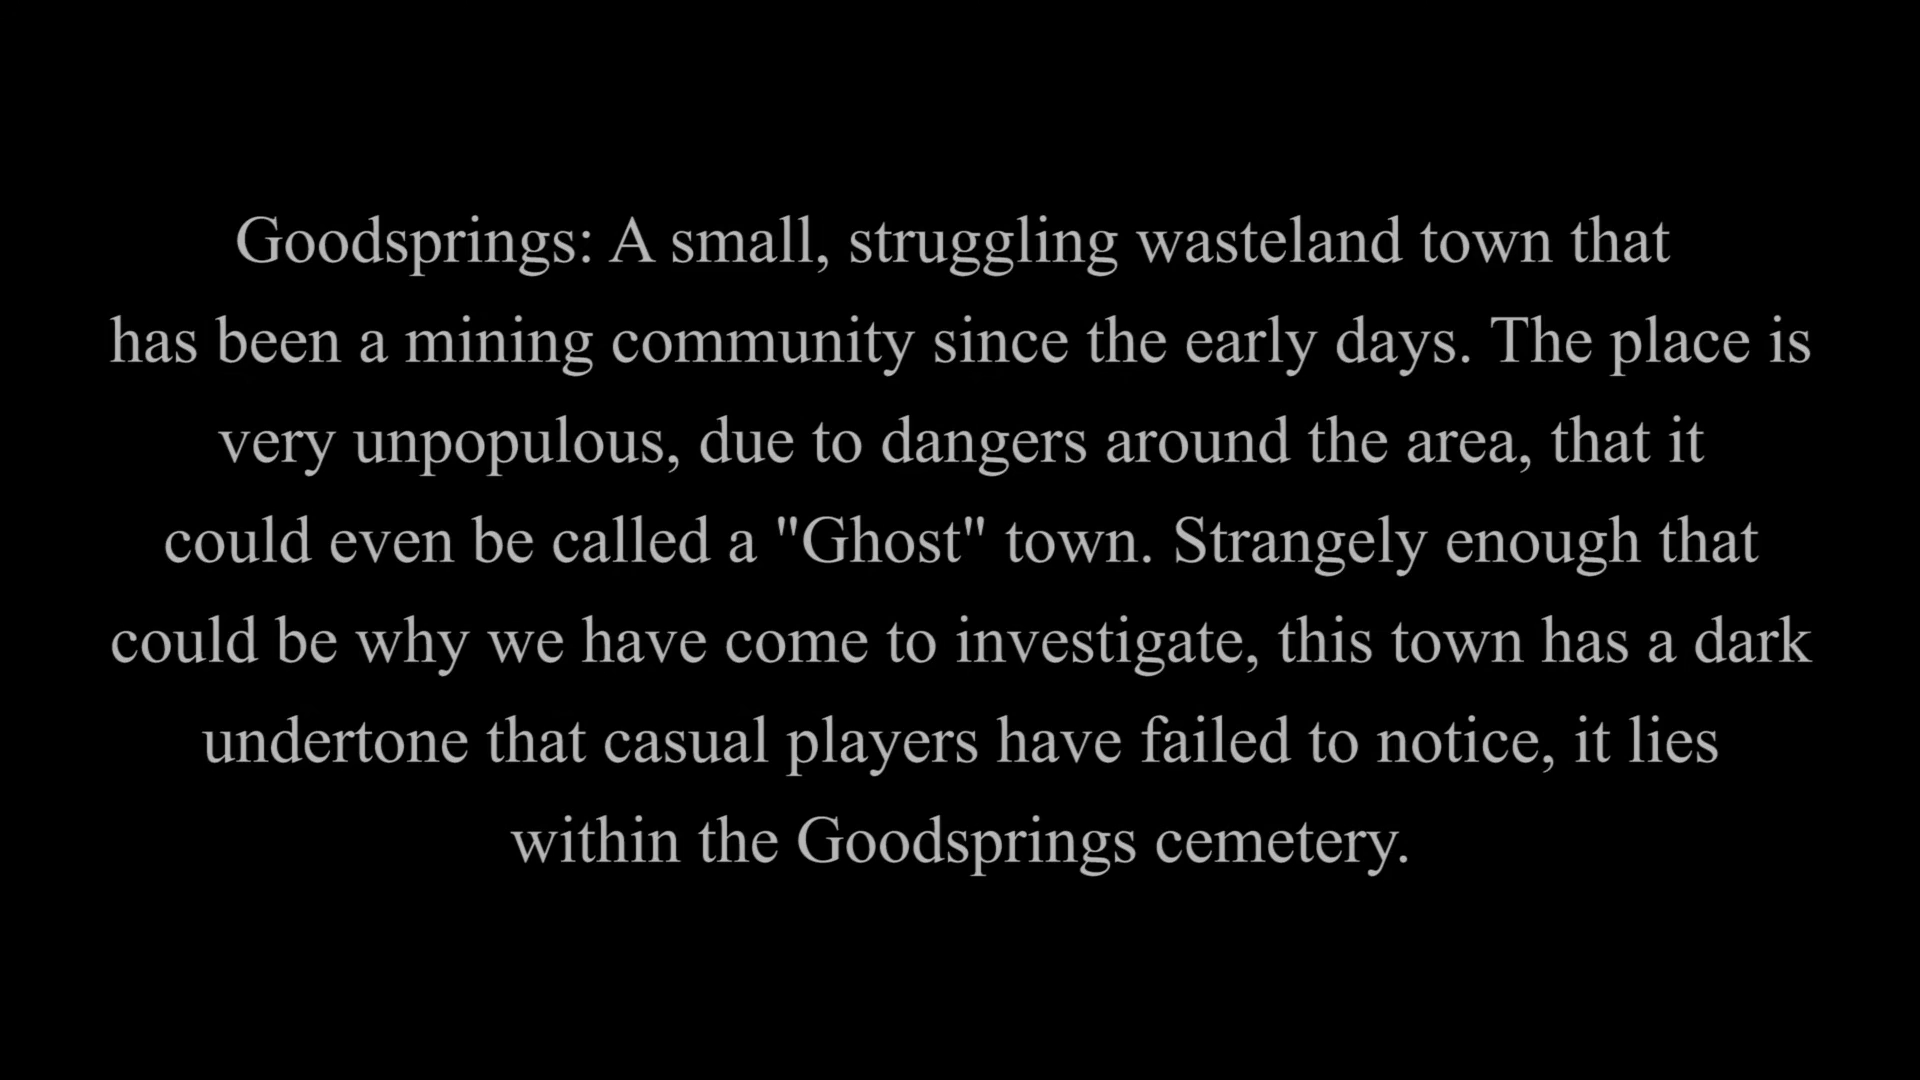 Goodsprings: A small, struggling wasteland town that
has been a mining community since the early days. The place is
very unpopulous, due to dangers around the area, that it
could even be called a "Ghost" town. Strangely enough that
could be why we have come to investigate, this town has a dark
undertone that casual players have failed to notice, it lies
within the Goodsprings cemetery.